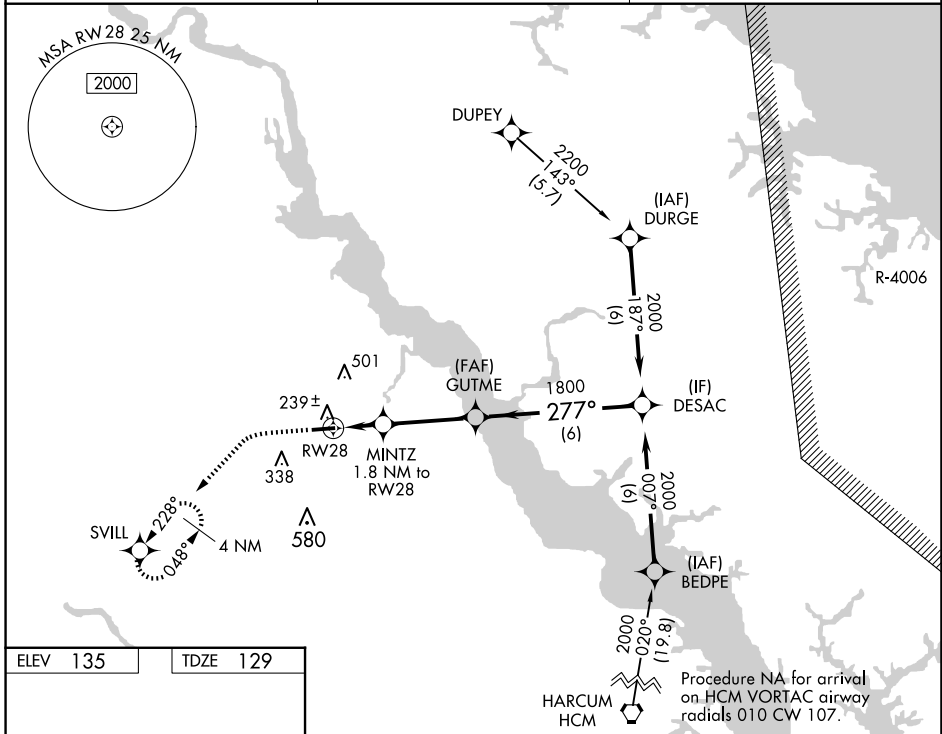 MSA RW 28 25 NM
2000
DUPEY
2200
143°
(5.7)
(IAF)
DURGE
R-4006
2000
187°
(6)
(FAF)
GUTME
1800
277°
(6)
(IF)
DESAC
501
239±
RW28
MINTZ
1.8 NM to
RW28
338
580
SVILL
228°
048°
4 NM
2000
007°
(6)
(IAF)
BEDPE
2000
020°
(19.8)
HARCUM
HCM
Procedure NA for arrival
on HCM VORTAC airway
radials 010 CW 107.
ELEV 135
TDZE 129